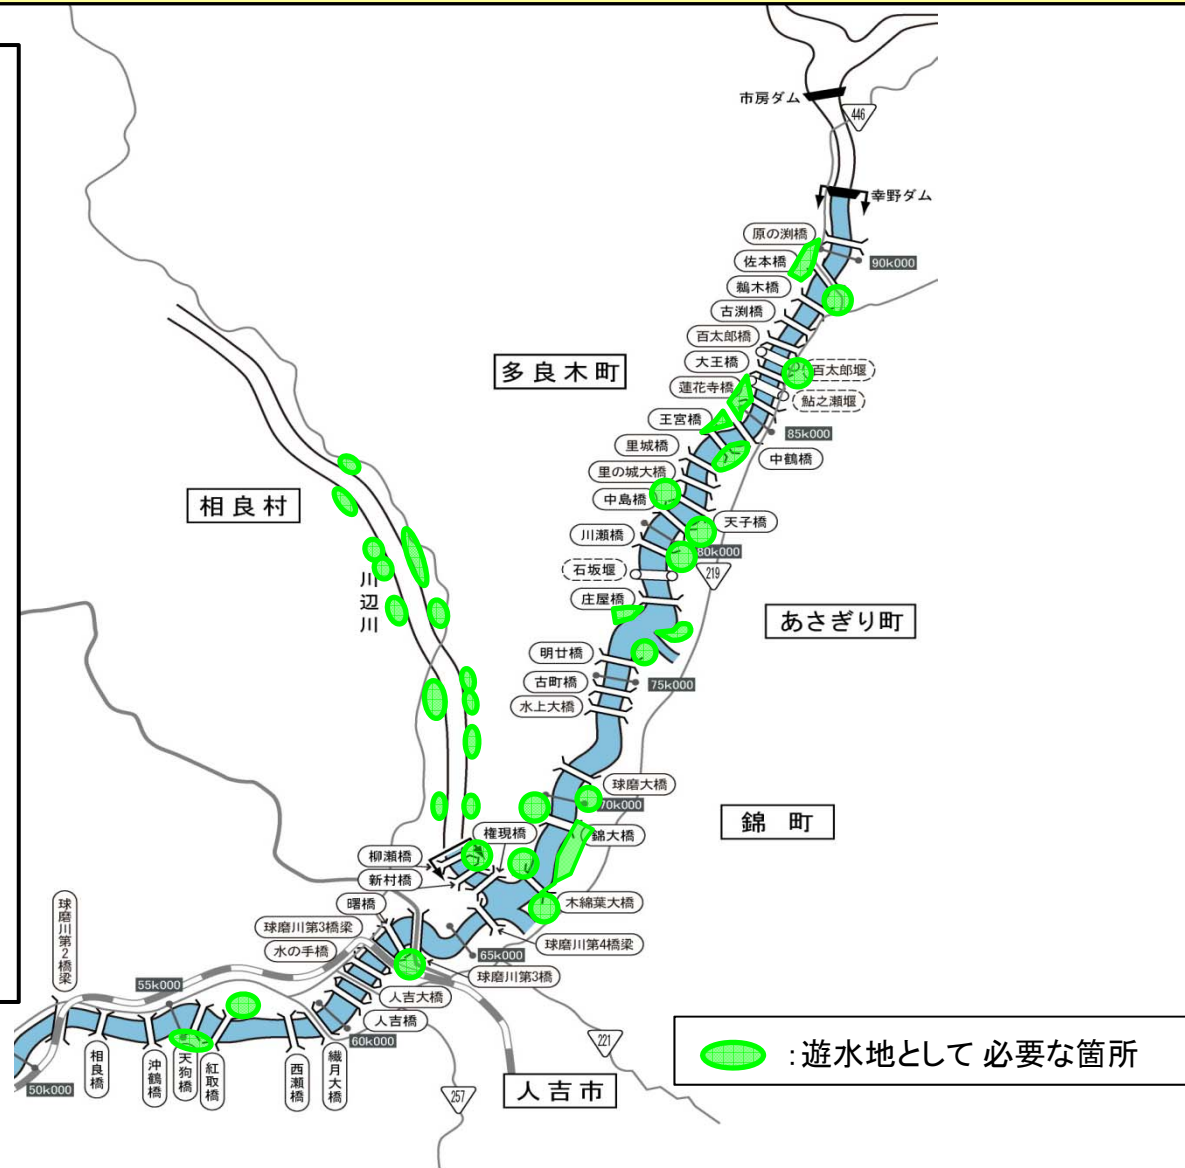 市房ダム
446
幸野ダム
原の渕橋
佐本橋
90k000
鵜木橋
古渕橋
百太郎橋
大王橋
百太郎堰
蓮花寺橋
鮎之瀬堰
多良木町
王宮橋
85k000
里城橋
中鶴橋
里の城大橋
相良村
中島橋
天子橋
川瀬橋
80k000
石坂堰
219
川辺川
庄屋橋
あさぎり町
明廿橋
古町橋
75k000
水上大橋
球磨大橋
70k000
錦町
権現橋
錦大橋
柳瀬橋
新村橋
曙橋
木綿葉大橋
球磨川第3橋梁
球磨川第4橋梁
水の手橋
65k000
球磨川第2橋梁
球磨川第3橋
55k000
人吉大橋
人吉橋
60k000
221
:遊水地として 必要な箇所
50k000
相良橋
沖鶴橋
天狗橋
紅取橋
西瀬橋
繊月大橋
257
人吉市